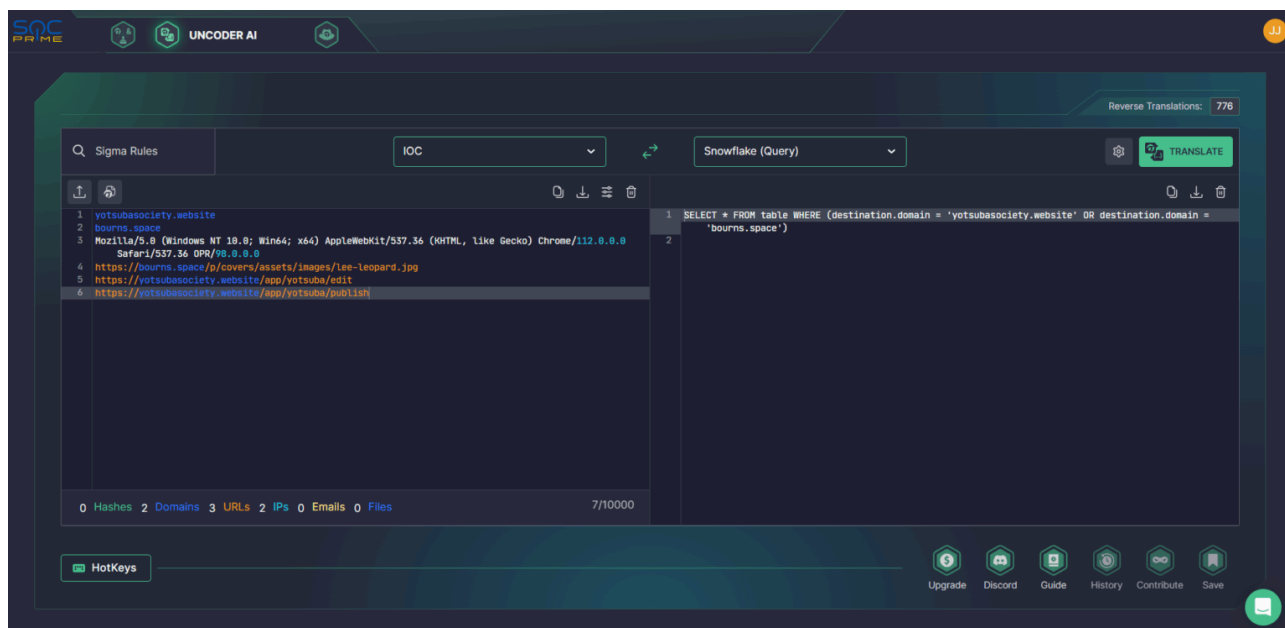 SOC
PRIME
UNCODER AI
JJ
Reverse Translations: 776
Sigma Rules
IOC
Snowflake (Query)
TRANSLATE
1 yotsubasociety.website
2 bourns.space
3 Mozilla/5.0 (Windows NT 10.0; Win64; x64) AppleWebKit/537.36 (KHTML, like Gecko) Chrome/112.0.0.0
Safari/537.36 OPR/98.0.0.0
4 https://bourns.space/p/covers/assets/images/lee-leopard.jpg
5 https://yotsubasociety.website/app/yotsuba/edit
6 https://yotsubasociety.website/app/yotsuba/publish
1 SELECT * FROM table WHERE (destination.domain = 'yotsubasociety.website' OR destination.domain =
'bourns.space')
2
0 Hashes 2 Domains 3 URLs 2 IPs 0 Emails 0 Files
7/10000
HotKeys
Upgrade
Discord
Guide
History
Contribute
Save